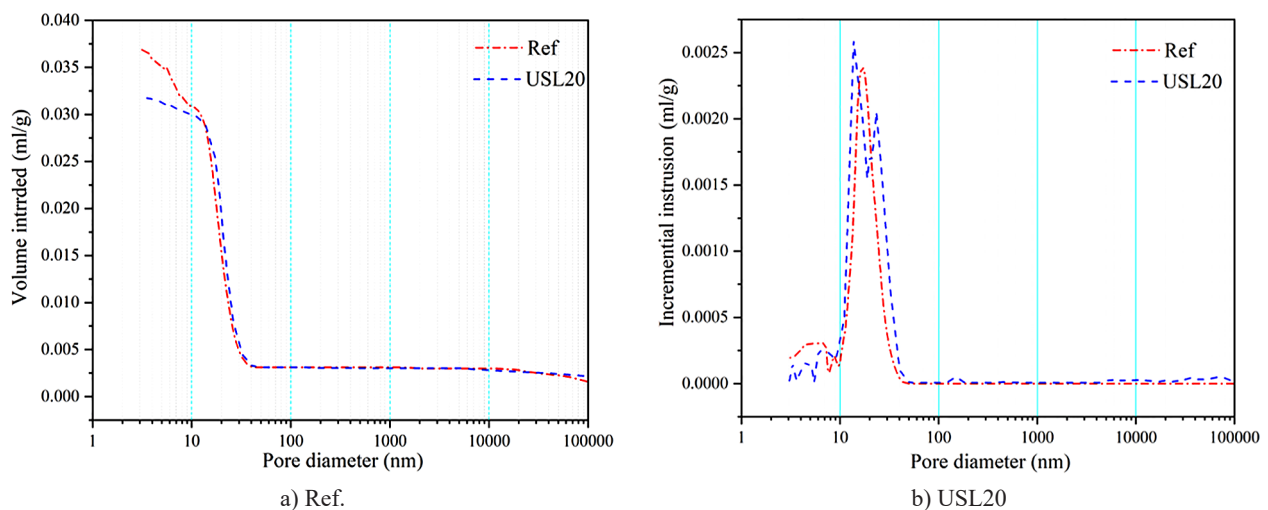 0.040
0.035
0.030
0.025
0.020
0.015
0.010
0.005
0.000
Volume intrrded (ml/g)
Ref
USL20
1 10 100 1000 10000 100000
Pore diameter (nm)
a) Ref.
0.0025
0.0020
0.0015
0.0010
0.0005
0.0000
Incremential instrusion (ml/g)
Ref
USL20
1 10 100 1000 10000 100000
Pore diameter (nm)
b) USL20